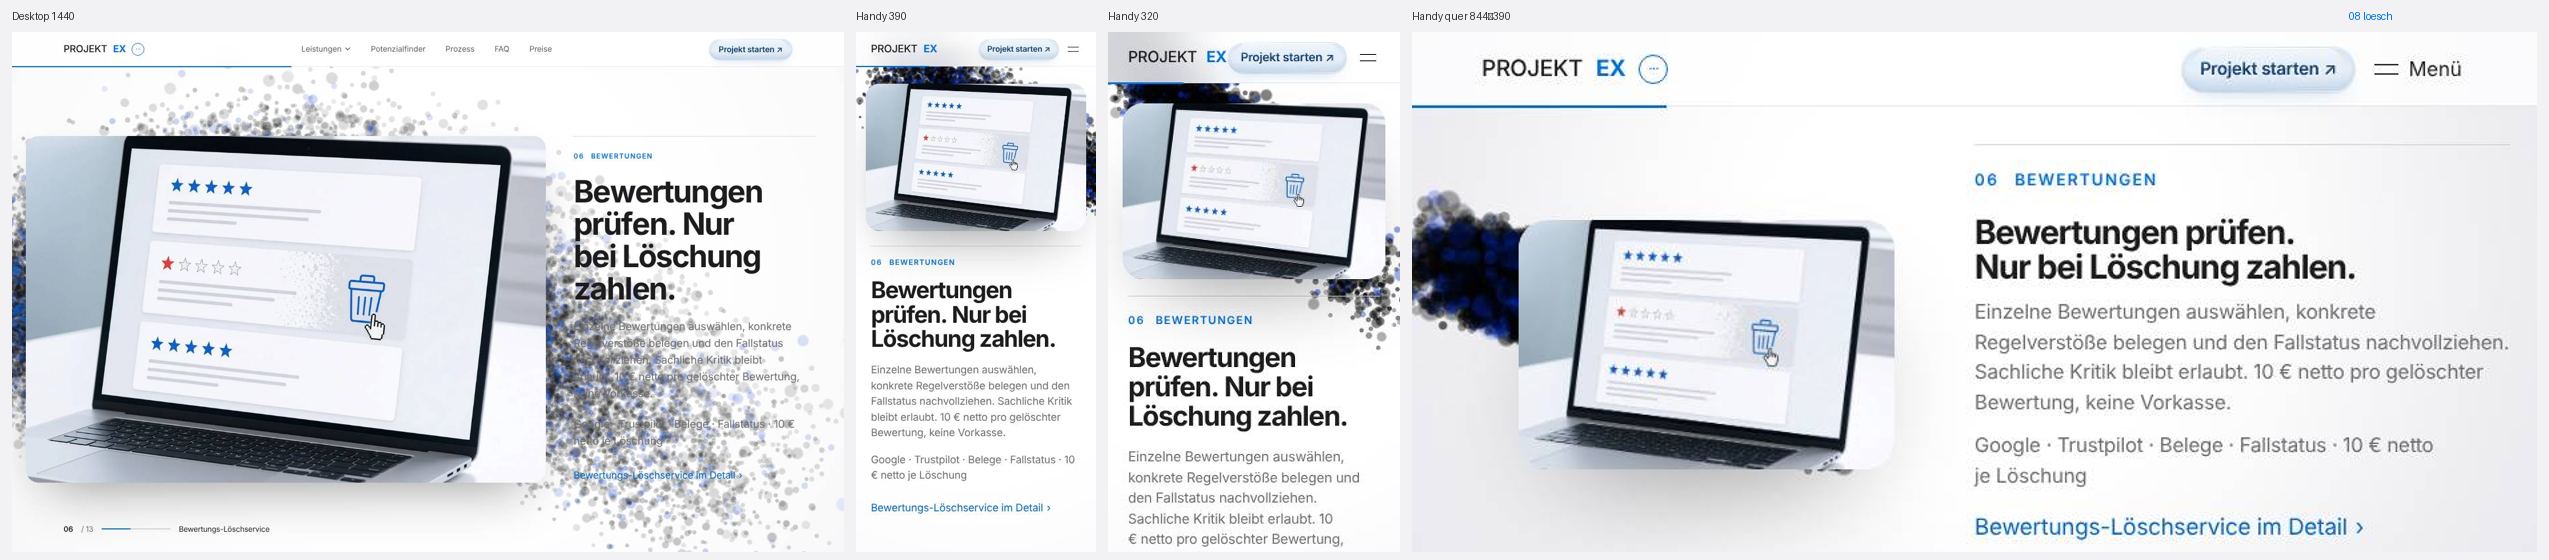 Desktop 1440
Handy 390
Handy 320
08 loesch
PROJEKT EX
Leistungen
Potenzialfinder
Prozess
FAQ
Preise
Projekt starten ↗
06 BEWERTUNGEN
Bewertungen
prüfen. Nur
bei Löschung
zahlen.
Einzelne Bewertungen auswählen, konkrete
Regelverstöße belegen und den Fallstatus
Sachliche Kritik bleibt
10 € netto pro gelöschter Bewertung,
Trustpilot · Belege · Fallstatus · 10 €
netto je Löschung
Bewertungs-Löschservice im Detail ›
06 / 13
Bewertungs-Löschservice
PROJEKT EX
Projekt starten ↗
06 BEWERTUNGEN
Bewertungen
prüfen. Nur bei
Löschung zahlen.
Einzelne Bewertungen auswählen,
konkrete Regelverstöße belegen und den
Fallstatus nachvollziehen. Sachliche Kritik
bleibt erlaubt. 10 € netto pro gelöschter
Bewertung, keine Vorkasse.
Google · Trustpilot · Belege · Fallstatus · 10
€ netto je Löschung
Bewertungs-Löschservice im Detail ›
PROJEKT EX
Projekt starten ↗
06 BEWERTUNGEN
Bewertungen
prüfen. Nur bei
Löschung zahlen.
Einzelne Bewertungen auswählen,
konkrete Regelverstöße belegen und
den Fallstatus nachvollziehen.
Sachliche Kritik bleibt erlaubt. 10
€ netto pro gelöschter Bewertung,
PROJEKT EX
Projekt starten ↗
Menü
06 BEWERTUNGEN
Bewertungen prüfen.
Nur bei Löschung zahlen.
Einzelne Bewertungen auswählen, konkrete
Regelverstöße belegen und den Fallstatus nachvollziehen.
Sachliche Kritik bleibt erlaubt. 10 € netto pro gelöschter
Bewertung, keine Vorkasse.
Google · Trustpilot · Belege · Fallstatus · 10 € netto
je Löschung
Bewertungs-Löschservice im Detail ›